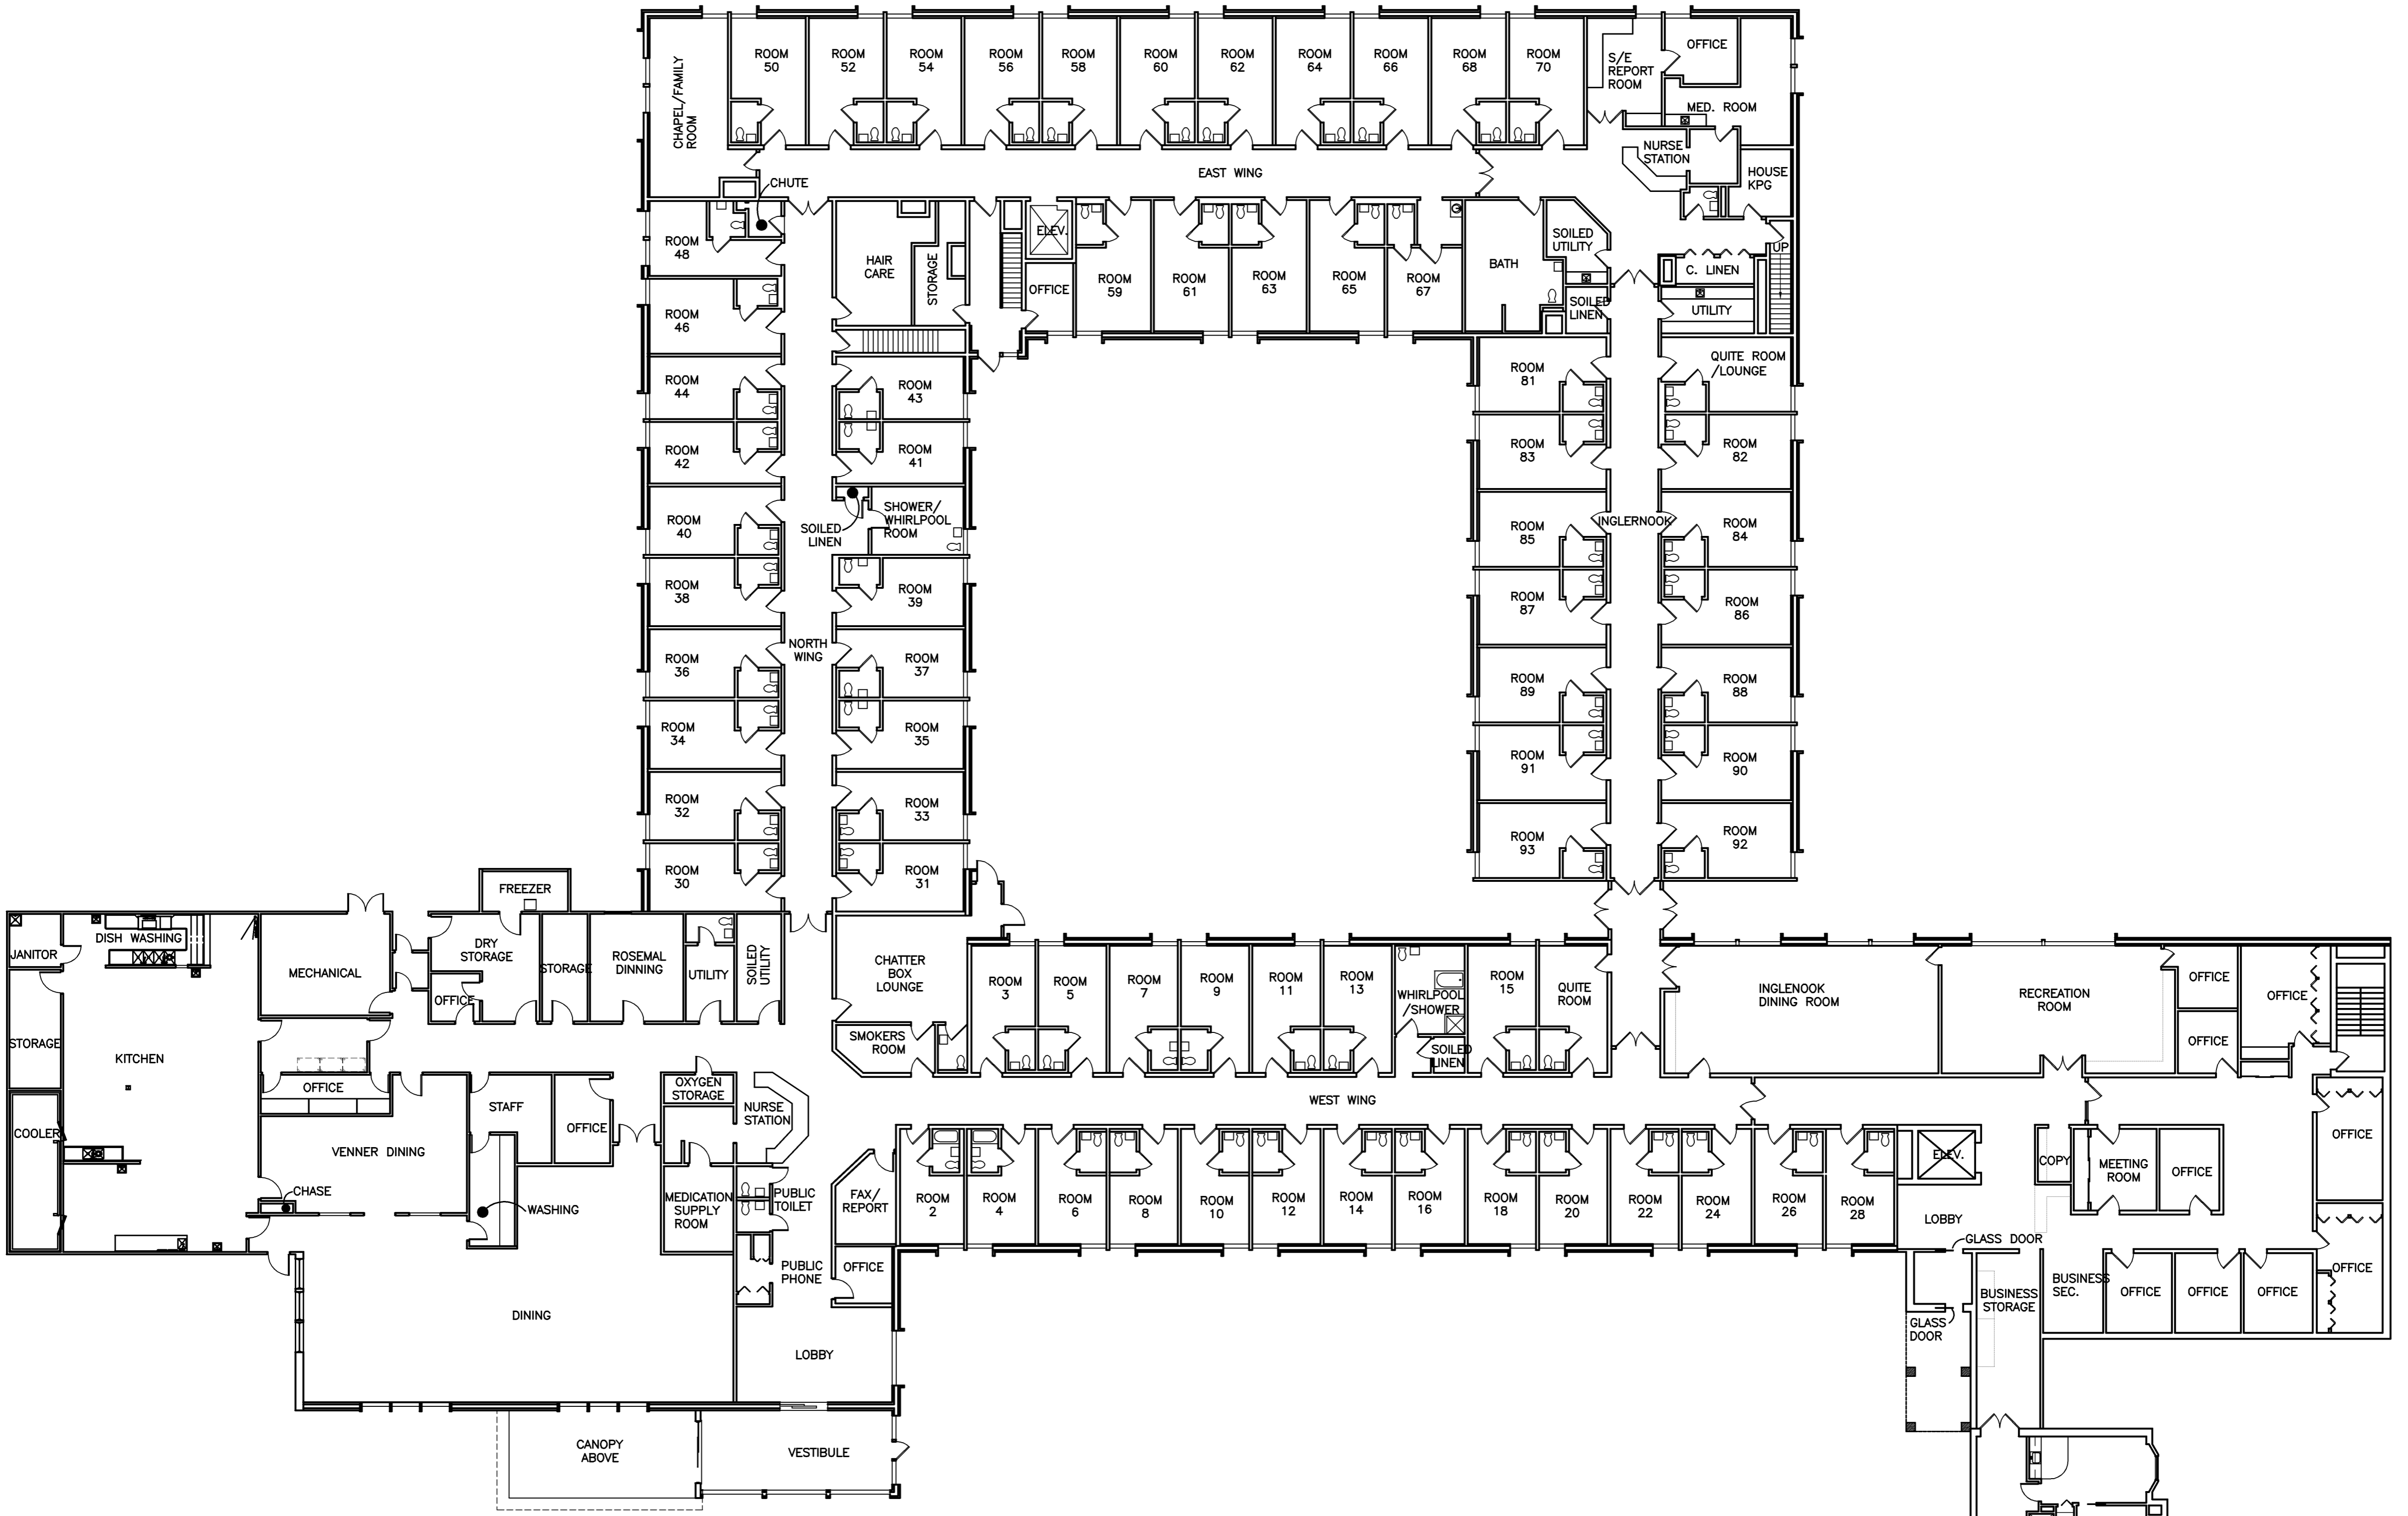 CHAPEL/FAMILY
ROOM
ROOM
50
ROOM
52
ROOM
54
ROOM
56
ROOM
58
ROOM
60
ROOM
62
ROOM
64
ROOM
66
ROOM
68
ROOM
70
S/E
REPORT
ROOM
OFFICE
MED. ROOM
NURSE
STATION
HOUSE
KPG
EAST WING
CHUTE
ROOM
48
HAIR
CARE
STORAGE
ELEV.
OFFICE
ROOM
59
ROOM
61
ROOM
63
ROOM
65
ROOM
67
BATH
SOILED
UTILITY
SOILED
LINEN
C. LINEN
UP
UTILITY
ROOM
46
ROOM
44
ROOM
43
ROOM
42
ROOM
41
ROOM
40
SOILED
LINEN
SHOWER/
WHIRLPOOL
ROOM
ROOM
38
ROOM
39
NORTH
WING
ROOM
36
ROOM
37
ROOM
34
ROOM
35
ROOM
32
ROOM
33
ROOM
30
ROOM
31
ROOM
81
QUITE ROOM
/LOUNGE
ROOM
83
ROOM
82
ROOM
85
INGLERNOOK
ROOM
84
ROOM
87
ROOM
86
ROOM
89
ROOM
88
ROOM
91
ROOM
90
ROOM
93
ROOM
92
FREEZER
JANITOR
DISH WASHING
MECHANICAL
DRY
STORAGE
OFFICE
STORAGE
ROSEMAL
DINNING
UTILITY
SOILED
UTILITY
CHATTER
BOX
LOUNGE
SMOKERS
ROOM
ROOM
3
ROOM
5
ROOM
7
ROOM
9
ROOM
11
ROOM
13
WHIRLPOOL
/SHOWER
SOILED
LINEN
ROOM
15
QUITE
ROOM
INGLENOOK
DINING ROOM
RECREATION
ROOM
OFFICE
OFFICE
OFFICE
STORAGE
KITCHEN
OFFICE
COOLER
STAFF
OFFICE
OXYGEN
STORAGE
NURSE
STATION
WEST WING
VENNER DINING
CHASE
WASHING
MEDICATION
SUPPLY
ROOM
PUBLIC
TOILET
FAX/
REPORT
ROOM
2
ROOM
4
ROOM
6
ROOM
8
ROOM
10
ROOM
12
ROOM
14
ROOM
16
ROOM
18
ROOM
20
ROOM
22
ROOM
24
ROOM
26
ROOM
28
ELEV.
COPY
MEETING
ROOM
OFFICE
OFFICE
LOBBY
GLASS DOOR
PUBLIC
PHONE
OFFICE
DINING
LOBBY
BUSINESS
STORAGE
BUSINESS
SEC.
OFFICE
OFFICE
OFFICE
OFFICE
GLASS
DOOR
CANOPY
ABOVE
VESTIBULE